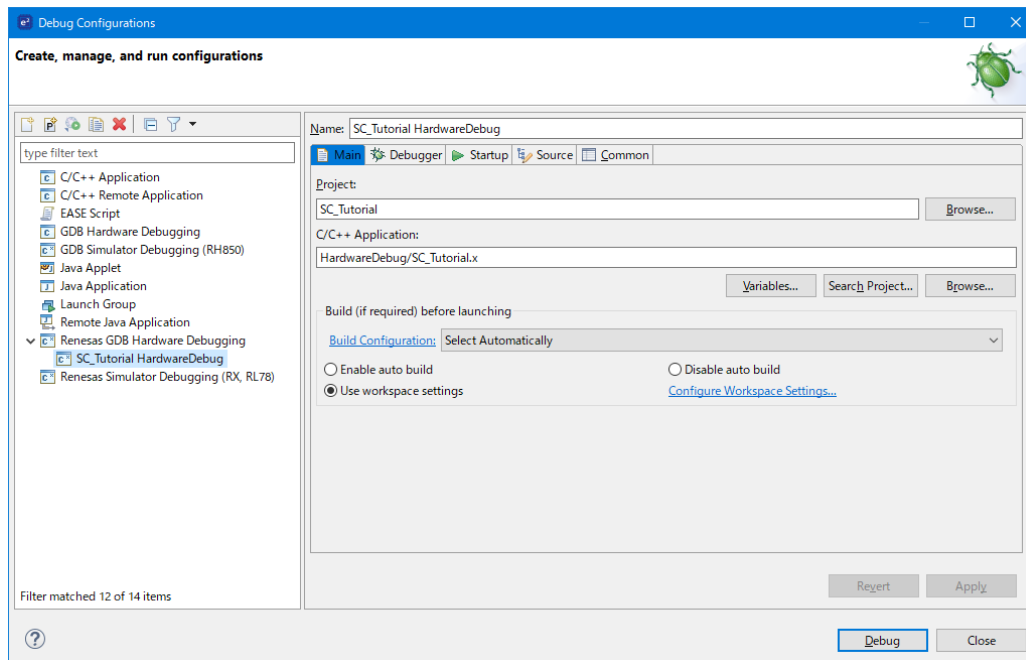 Debug Configurations
Create, manage, and run configurations
type filter text
C/C++ Application
C/C++ Remote Application
EASE Script
GDB Hardware Debugging
GDB Simulator Debugging (RH850)
Java Applet
Java Application
Launch Group
Remote Java Application
Renesas GDB Hardware Debugging
SC_Tutorial HardwareDebug
Renesas Simulator Debugging (RX, RL78)
Filter matched 12 of 14 items
Name: SC_Tutorial HardwareDebug
Main Debugger Startup Source Common
Project:
SC_Tutorial Browse...
C/C++ Application:
HardwareDebug/SC_Tutorial.x
Variables... Search Project... Browse...
Build (if required) before launching
Build Configuration: Select Automatically
Enable auto build Disable auto build
Use workspace settings Configure Workspace Settings...
Revert Apply
? Debug Close